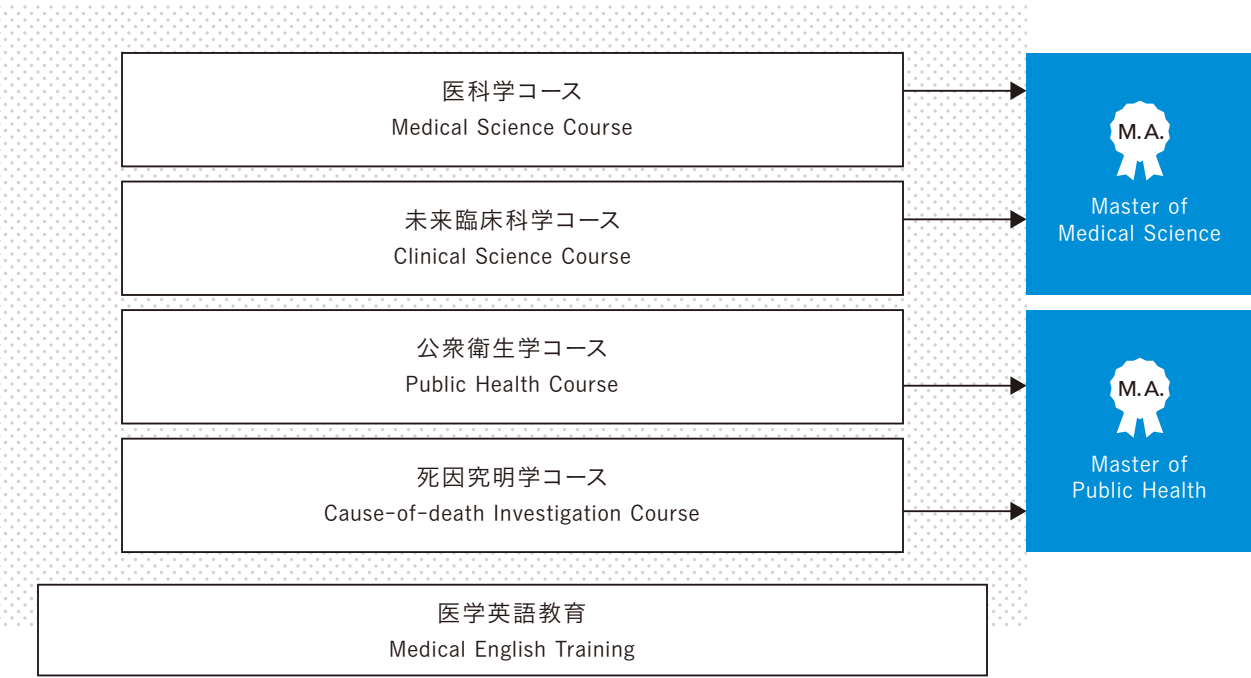 医科学コース
Medical Science Course
M.A.
Master of
Medical Science
未来臨床科学コース
Clinical Science Course
公衆衛生学コース
Public Health Course
M.A.
Master of
Public Health
死因究明学コース
Cause-of-death Investigation Course
医学英語教育
Medical English Training